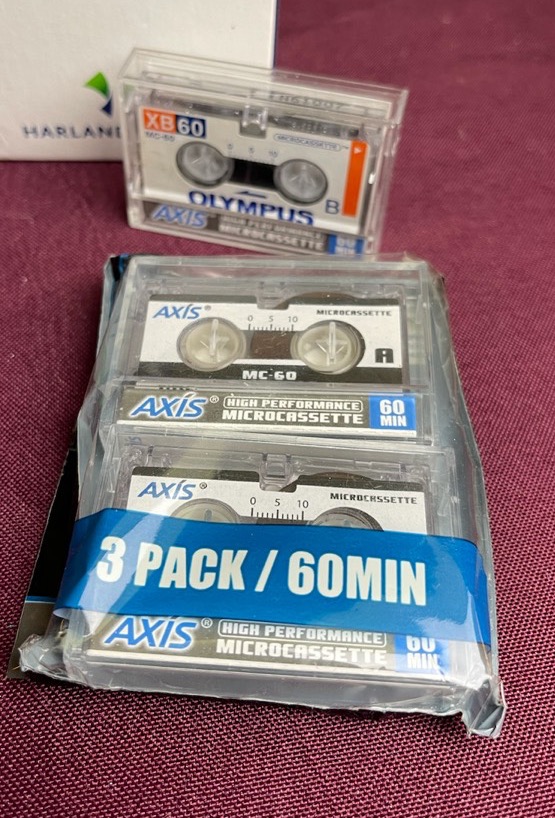 HARLAND
XB60
MC-60
MICROCASSETTE
0 5 10
OLYMPUS
B
AXIS
HIGH PERFORMANCE
MICROCASSETTE
60
MIN
AXIS®
MICROCASSETTE
0 5 10
A
MC-60
AXIS®
HIGH PERFORMANCE
MICROCASSETTE
60
MIN
AXIS®
MICROCASSETTE
0 5 10
3 PACK / 60MIN
AXIS®
HIGH PERFORMANCE
MICROCASSETTE
60
MIN